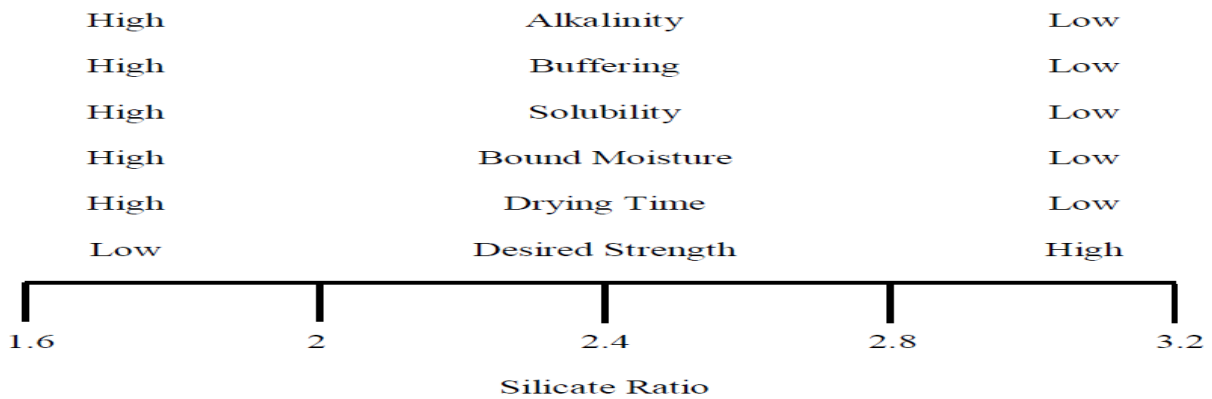 High Alkalinity Low
High Buffering Low
High Solubility Low
High Bound Moisture Low
High Drying Time Low
Low Desired Strength High
1.6 2 2.4 2.8 3.2
Silicate Ratio